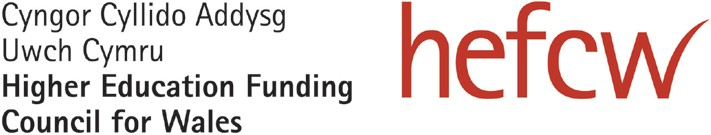 Cyngor Cyllido Addysg
Uwch Cymru
Higher Education Funding
Council for Wales
hefcw